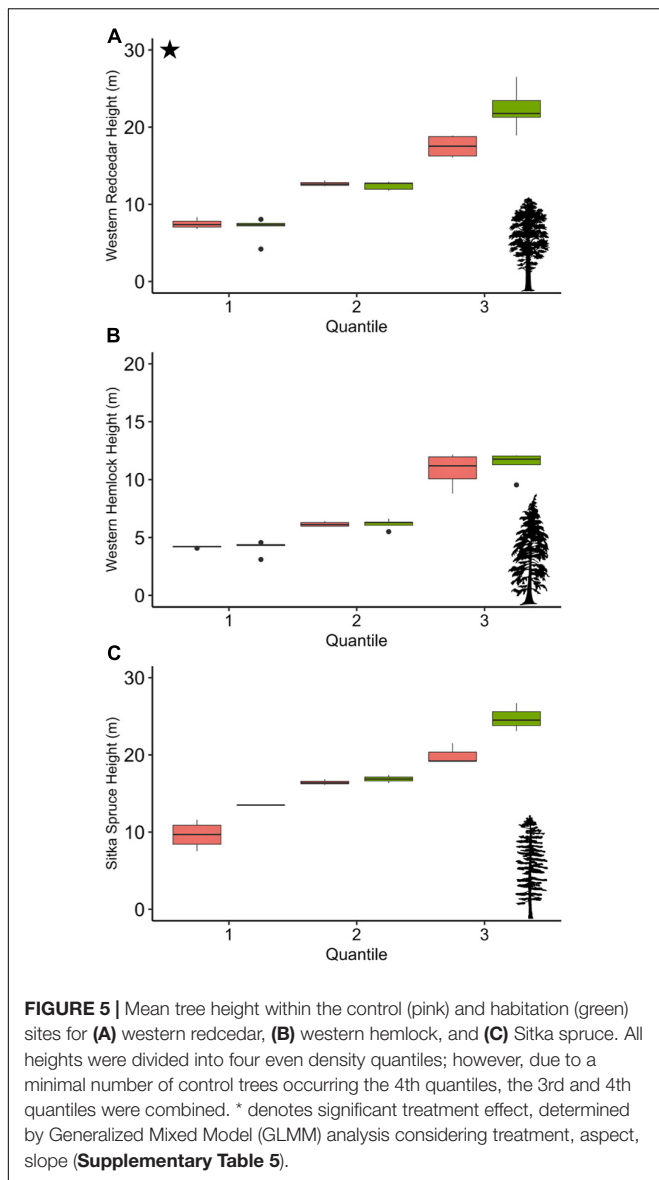 A
30
20
10
0
Western Redcedar Height (m)
1 2 3
Quantile
B
20
15
10
5
0
Western Hemlock Height (m)
1 2 3
Quantile
C
30
20
10
0
Sitka Spruce Height (m)
1 2 3
Quantile
FIGURE 5 | Mean tree height within the control (pink) and habitation (green)
sites for (A) western redcedar, (B) western hemlock, and (C) Sitka spruce. All
heights were divided into four even density quantiles; however, due to a
minimal number of control trees occurring the 4th quantiles, the 3rd and 4th
quantiles were combined. * denotes significant treatment effect, determined
by Generalized Mixed Model (GLMM) analysis considering treatment, aspect,
slope (Supplementary Table 5).